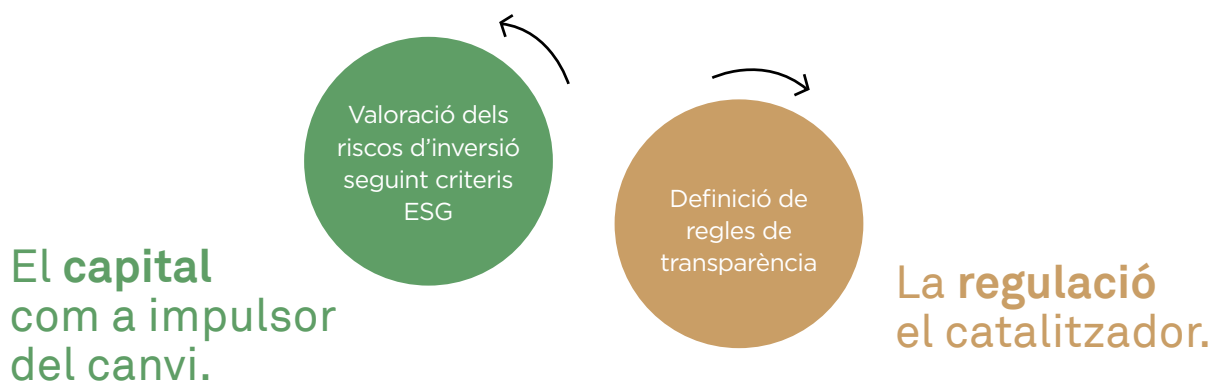 Valoració dels
riscos d’inversió
seguint criteris
ESG
Definició de
regles de
transparència
El capital
com a impulsor
del canvi.
La regulació
el catalitzador.